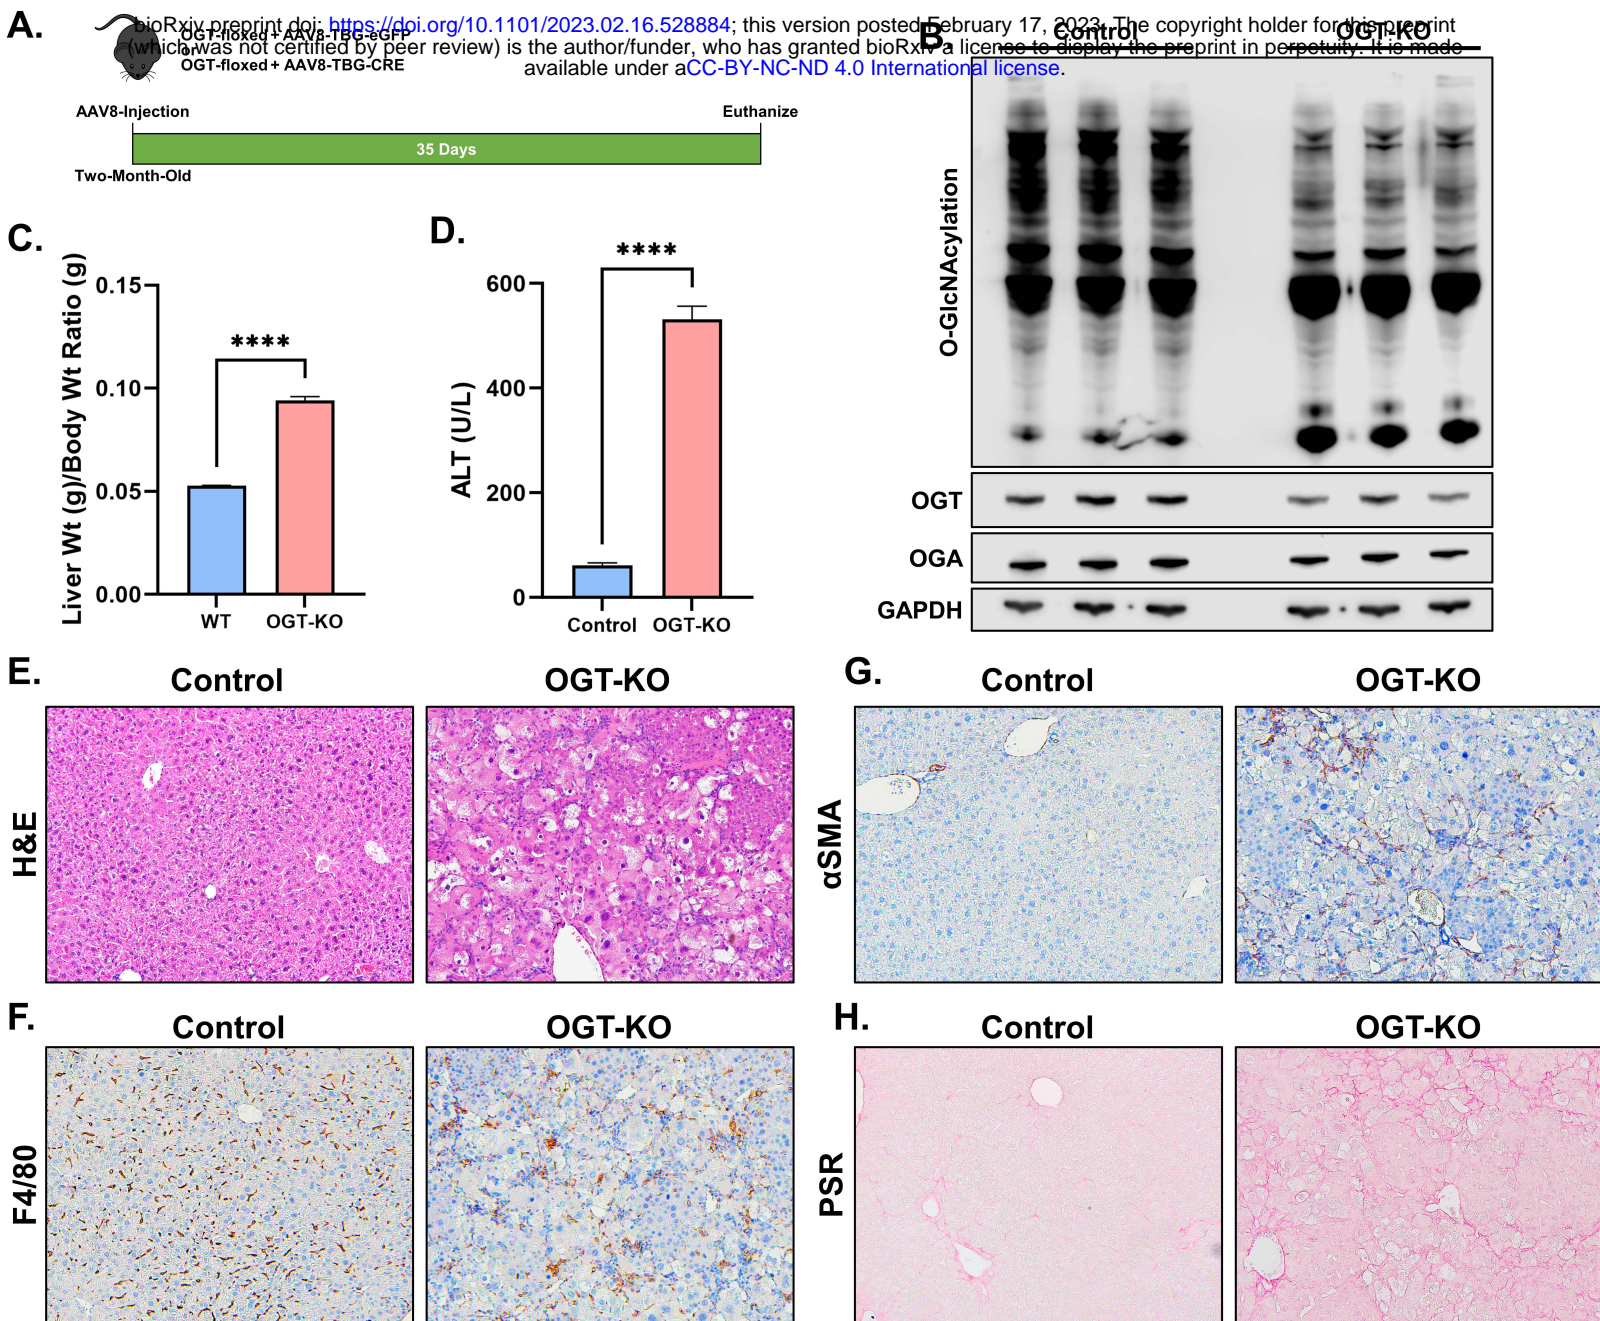 bioRxiv preprint doi: https://doi.org/10.1101/2023.02.16.528884; this version posted February 17, 2023. The copyright holder for this preprint
(which was not certified by peer review) is the author/funder, who has granted bioRxiv a license to display the preprint in perpetuity. It is made
available under aCC-BY-NC-ND 4.0 International license.
A.
OGT-floxed + AAV8-TBG-eGFP
or
OGT-floxed + AAV8-TBG-CRE
AAV8-Injection
Euthanize
35 Days
Two-Month-Old
B.
Control
OGT-KO
O-GlcNAcylation
OGT
OGA
GAPDH
C.
Liver Wt (g)/Body Wt Ratio (g)
0.15
0.10
0.05
0.00
****
WT
OGT-KO
D.
ALT (U/L)
600
400
200
0
****
Control
OGT-KO
E.
Control
OGT-KO
H&E
G.
Control
OGT-KO
αSMA
F.
Control
OGT-KO
F4/80
H.
Control
OGT-KO
PSR